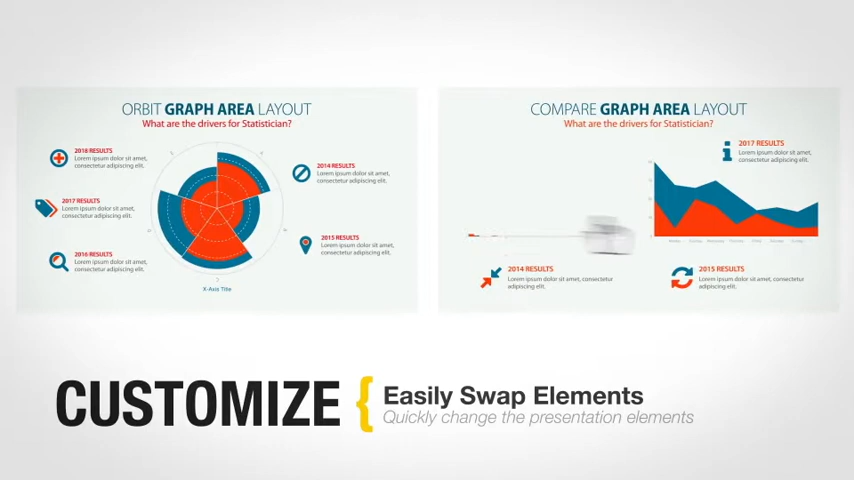 ORBIT GRAPH AREA LAYOUT
What are the drivers for Statistician?
2018 RESULTS
Lorem ipsum dolor sit amet,
consectetur adipiscing elit.
2017 RESULTS
Lorem ipsum dolor sit amet,
consectetur adipiscing elit.
2016 RESULTS
Lorem ipsum dolor sit amet,
consectetur adipiscing elit.
2014 RESULTS
Lorem ipsum dolor sit amet,
consectetur adipiscing elit.
2015 RESULTS
Lorem ipsum dolor sit amet,
consectetur adipiscing elit.
X-Axis Title
COMPARE GRAPH AREA LAYOUT
What are the drivers for Statistician?
2017 RESULTS
Lorem ipsum dolor sit amet,
consectetur adipiscing elit.
2014 RESULTS
Lorem ipsum dolor sit amet, consectetur
adipiscing elit.
2015 RESULTS
Lorem ipsum dolor sit amet, consectetur
adipiscing elit.
CUSTOMIZE
Easily Swap Elements
Quickly change the presentation elements